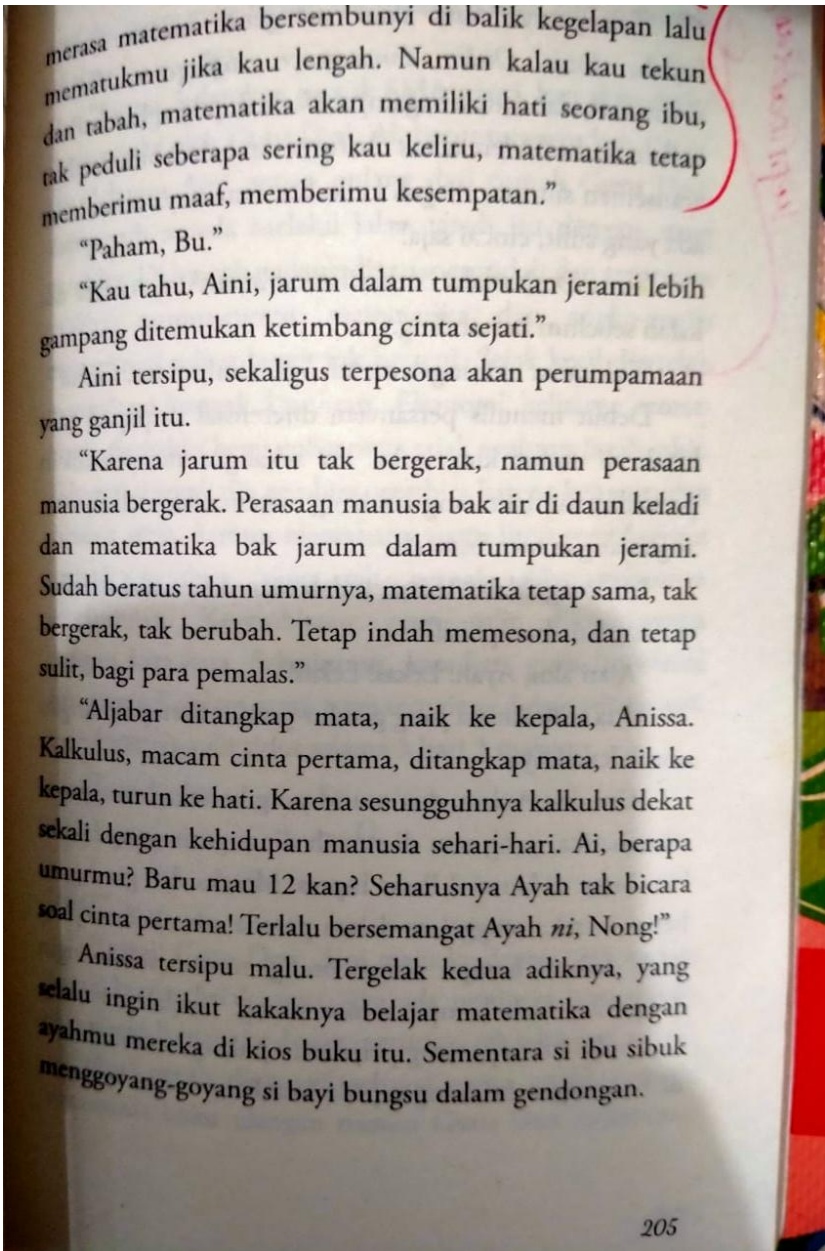 merasa matematika bersembunyi di balik kegelapan lalu
mematukmu jika kau lengah. Namun kalau kau tekun
dan tabah, matematika akan memiliki hati seorang ibu,
tak peduli seberapa sering kau keliru, matematika tetap
memberimu maaf, memberimu kesempatan.”
“Paham, Bu.”
“Kau tahu, Aini, jarum dalam tumpukan jerami lebih
gampang ditemukan ketimbang cinta sejati.”
Aini tersipu, sekaligus terpesona akan perumpamaan
yang ganjil itu.
“Karena jarum itu tak bergerak, namun perasaan
manusia bergerak. Perasaan manusia bak air di daun keladi
dan matematika bak jarum dalam tumpukan jerami.
Sudah beratus tahun umurnya, matematika tetap sama, tak
bergerak, tak berubah. Tetap indah memesona, dan tetap
sulit, bagi para pemalas.”
“Aljabar ditangkap mata, naik ke kepala, Anissa.
Kalkulus, macam cinta pertama, ditangkap mata, naik ke
kepala, turun ke hati. Karena sesungguhnya kalkulus dekat
sekali dengan kehidupan manusia sehari-hari. Ai, berapa
umurmu? Baru mau 12 kan? Seharusnya Ayah tak bicara
soal cinta pertama! Terlalu bersemangat Ayah ni, Nong!”
Anissa tersipu malu. Tergelak kedua adiknya, yang
selalu ingin ikut kakaknya belajar matematika dengan
ayahmu mereka di kios buku itu. Sementara si ibu sibuk
menggoyang-goyang si bayi bungsu dalam gendongan.
205